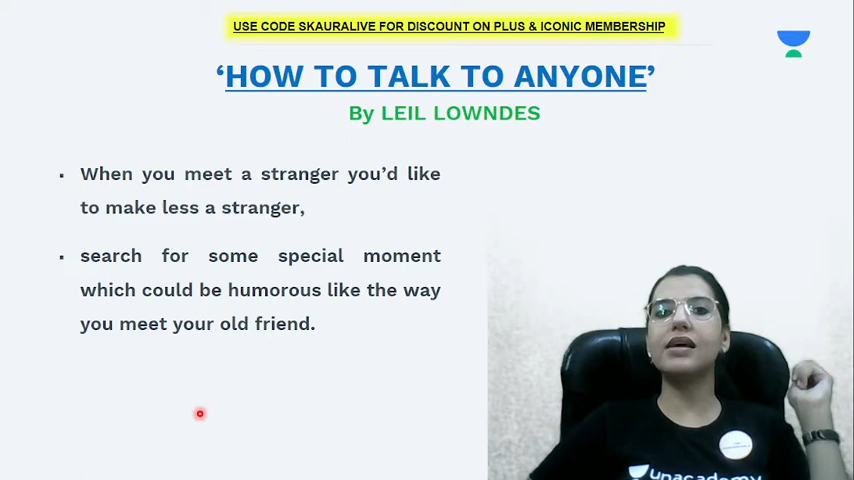 USE CODE SKAURALIVE FOR DISCOUNT ON PLUS & ICONIC MEMBERSHIP
‘HOW TO TALK TO ANYONE’
By LEIL LOWNDES
▪ When you meet a stranger you’d like
to make less a stranger,
▪ search for some special moment
which could be humorous like the way
you meet your old friend.
unacademy